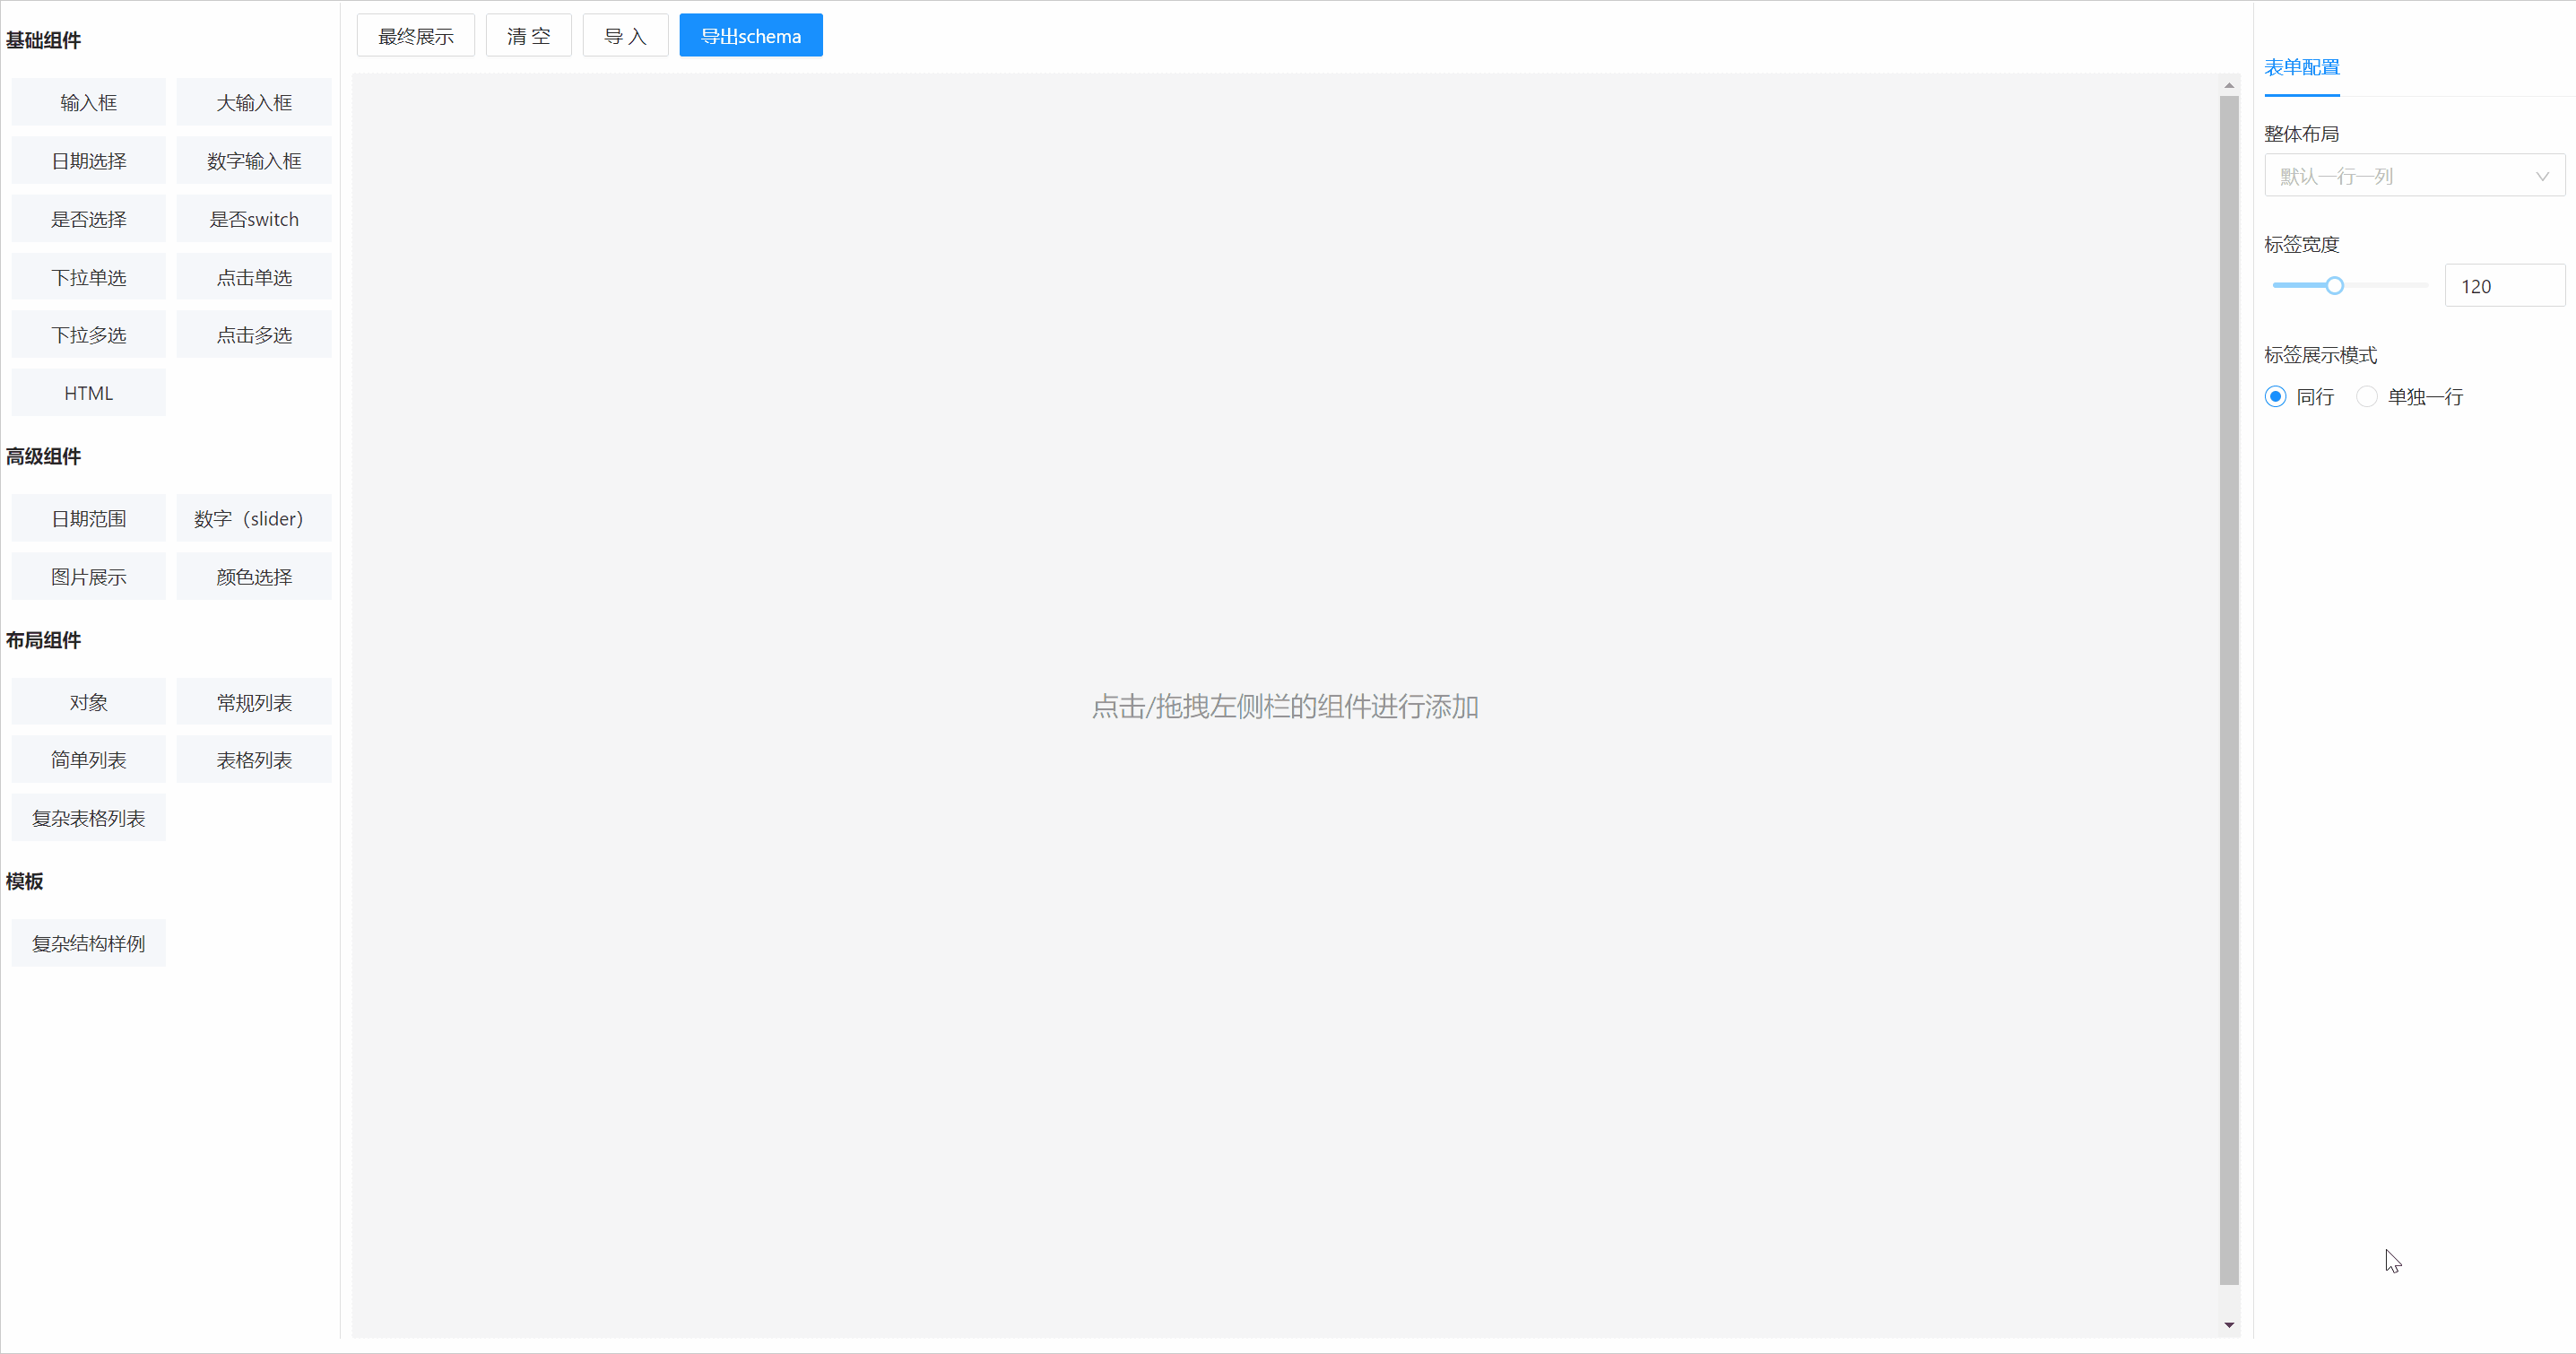 基础组件
输入框
大输入框
日期选择
数字输入框
是否选择
是否switch
下拉单选
点击单选
下拉多选
点击多选
HTML
高级组件
日期范围
数字（slider）
图片展示
颜色选择
布局组件
对象
常规列表
简单列表
表格列表
复杂表格列表
模板
复杂结构样例
最终展示
清 空
导 入
导出schema
点击/拖拽左侧栏的组件进行添加
表单配置
整体布局
默认一行一列
标签宽度
120
标签展示模式
同行
单独一行